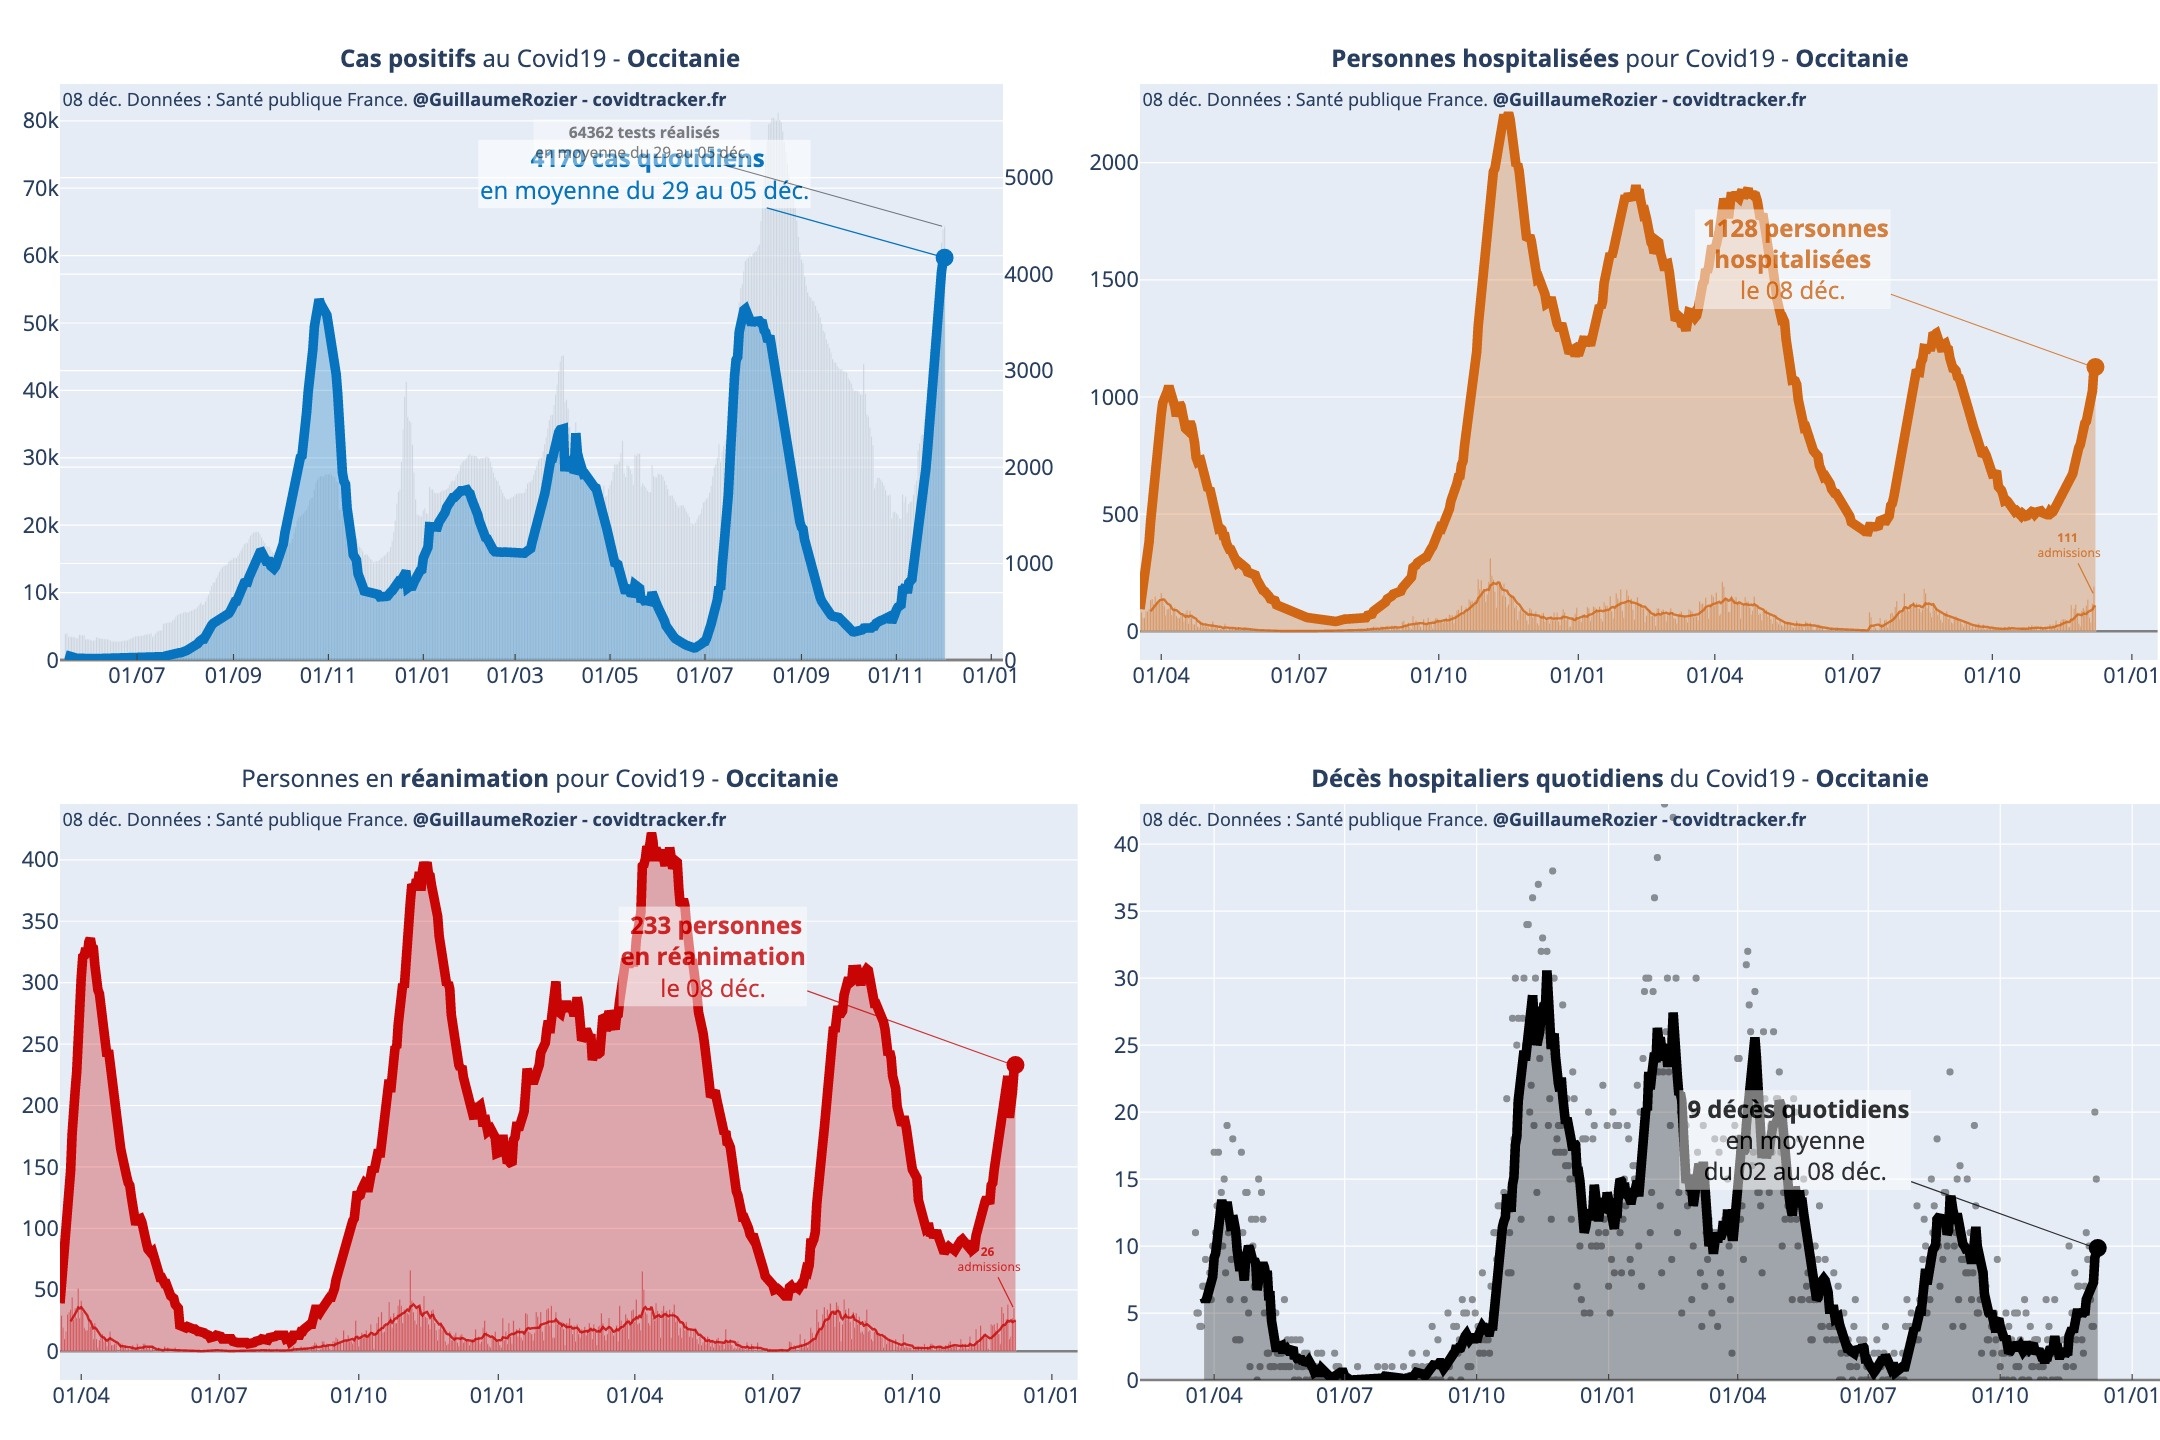 Cas positifs au Covid19 - Occitanie
08 déc. Données : Santé publique France. @GuillaumeRozier - covidtracker.fr
64362 tests réalisés
en moyenne du 29 au 05 déc.
4170 cas quotidiens
en moyenne du 29 au 05 déc.
80k
70k
60k
50k
40k
30k
20k
10k
0
5000
4000
3000
2000
1000
0
01/07 01/09 01/11 01/01 01/03 01/05 01/07 01/09 01/11 01/01
Personnes hospitalisées pour Covid19 - Occitanie
08 déc. Données : Santé publique France. @GuillaumeRozier - covidtracker.fr
1128 personnes
hospitalisées
le 08 déc.
111
admissions
2000
1500
1000
500
0
01/04 01/07 01/10 01/01 01/04 01/07 01/10 01/01
Personnes en réanimation pour Covid19 - Occitanie
08 déc. Données : Santé publique France. @GuillaumeRozier - covidtracker.fr
233 personnes
en réanimation
le 08 déc.
26
admissions
400
350
300
250
200
150
100
50
0
01/04 01/07 01/10 01/01 01/04 01/07 01/10 01/01
Décès hospitaliers quotidiens du Covid19 - Occitanie
08 déc. Données : Santé publique France. @GuillaumeRozier - covidtracker.fr
9 décès quotidiens
en moyenne
du 02 au 08 déc.
40
35
30
25
20
15
10
5
0
01/04 01/07 01/10 01/01 01/04 01/07 01/10 01/01